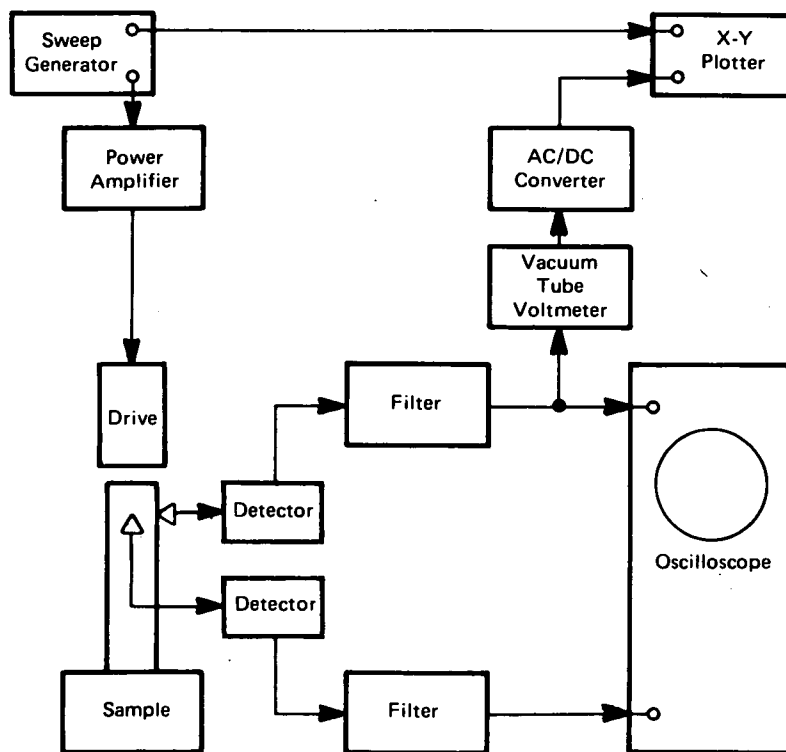 Sweep
Generator
X-Y
Plotter
Power
Amplifier
AC/DC
Converter
Vacuum
Tube
Voltmeter
Drive
Filter
Detector
Oscilloscope
Detector
Sample
Filter